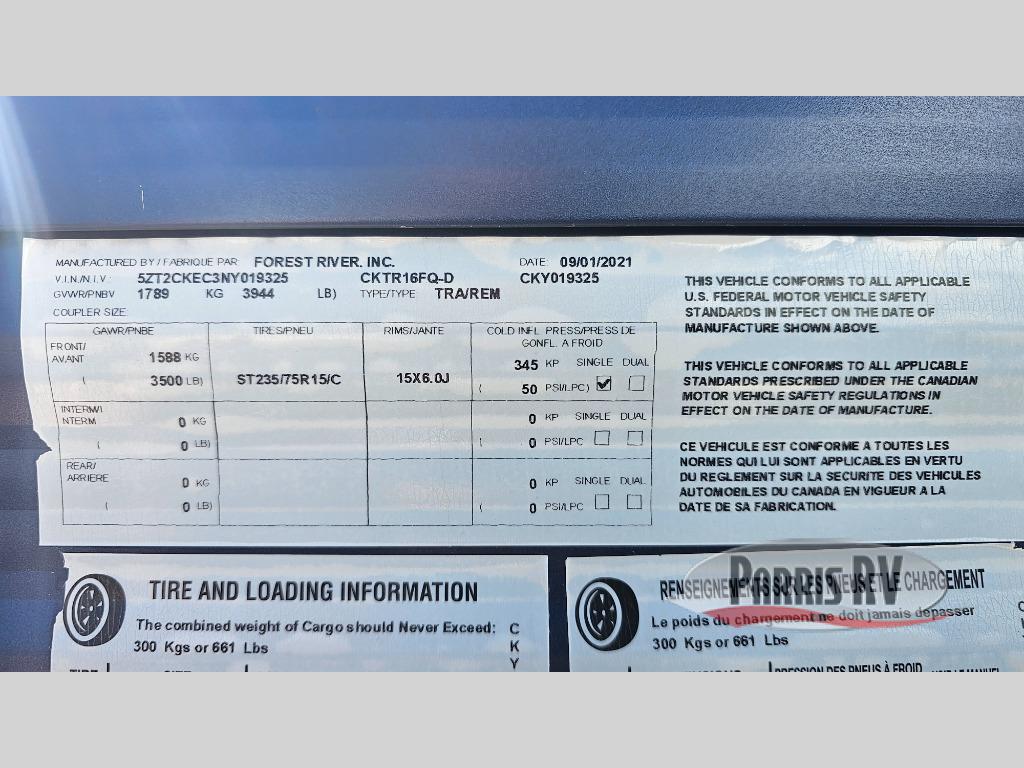 MANUFACTURED BY / FABRIQUE PAR: FOREST RIVER, INC. DATE: 09/01/2021
V.I.N./N.I.V.: 5ZT2CKEC3NY019325 CKTR16FQ-D CKY019325
GVWR/PNBV 1789 KG 3944 LB) TYPE/TYPE TRA/REM
COUPLER SIZE:
GAWR/PNBE TIRES/PNEU RIMS/JANTE COLD INFL. PRESS/PRESS DE
GONFL. A FROID
FRONT/
AVANT 1588 KG 345 KP SINGLE DUAL
( 3500 LB) ST235/75R15/C 15X6.0J ( 50 PSI/LPC)
INTERM/I
NTERM 0 KG 0 KP SINGLE DUAL
( 0 LB) ( 0 PSI/LPC
REAR/
ARRIERE 0 KG 0 KP SINGLE DUAL
( 0 LB) ( 0 PSI/LPC
THIS VEHICLE CONFORMS TO ALL APPLICABLE
U.S. FEDERAL MOTOR VEHICLE SAFETY
STANDARDS IN EFFECT ON THE DATE OF
MANUFACTURE SHOWN ABOVE.
THIS VEHICLE CONFORMS TO ALL APPLICABLE
STANDARDS PRESCRIBED UNDER THE CANADIAN
MOTOR VEHICLE SAFETY REGULATIONS IN
EFFECT ON THE DATE OF MANUFACTURE.
CE VEHICULE EST CONFORME A TOUTES LES
NORMES QUI LUI SONT APPLICABLES EN VERTU
DU REGLEMENT SUR LA SECURITE DES VEHICULES
AUTOMOBILES DU CANADA EN VIGUEUR A LA
DATE DE SA FABRICATION.
TIRE AND LOADING INFORMATION
The combined weight of Cargo should Never Exceed:
300 Kgs or 661 Lbs
C
K
Y
RENSEIGNEMENTS SUR LES PNEUS ET LE CHARGEMENT
Le poids du chargement ne doit jamais depasser
300 Kgs or 661 Lbs
PRESSION DES PNEUS À FROID
PARRIS RV